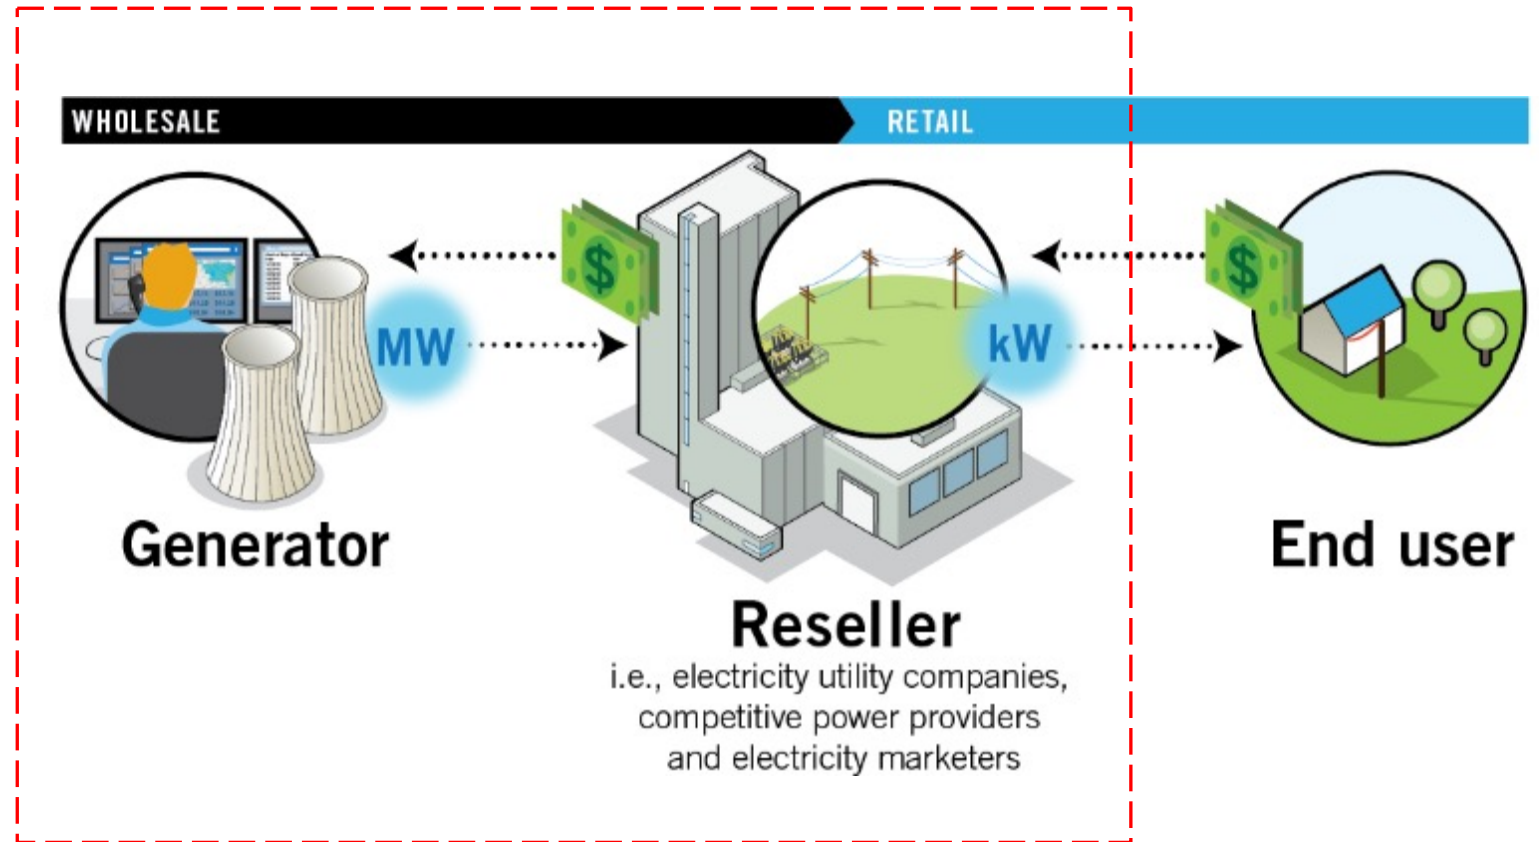 WHOLESALE
RETAIL
$
$
MW
kW
Generator
End user
Reseller
i.e., electricity utility companies,
competitive power providers
and electricity marketers